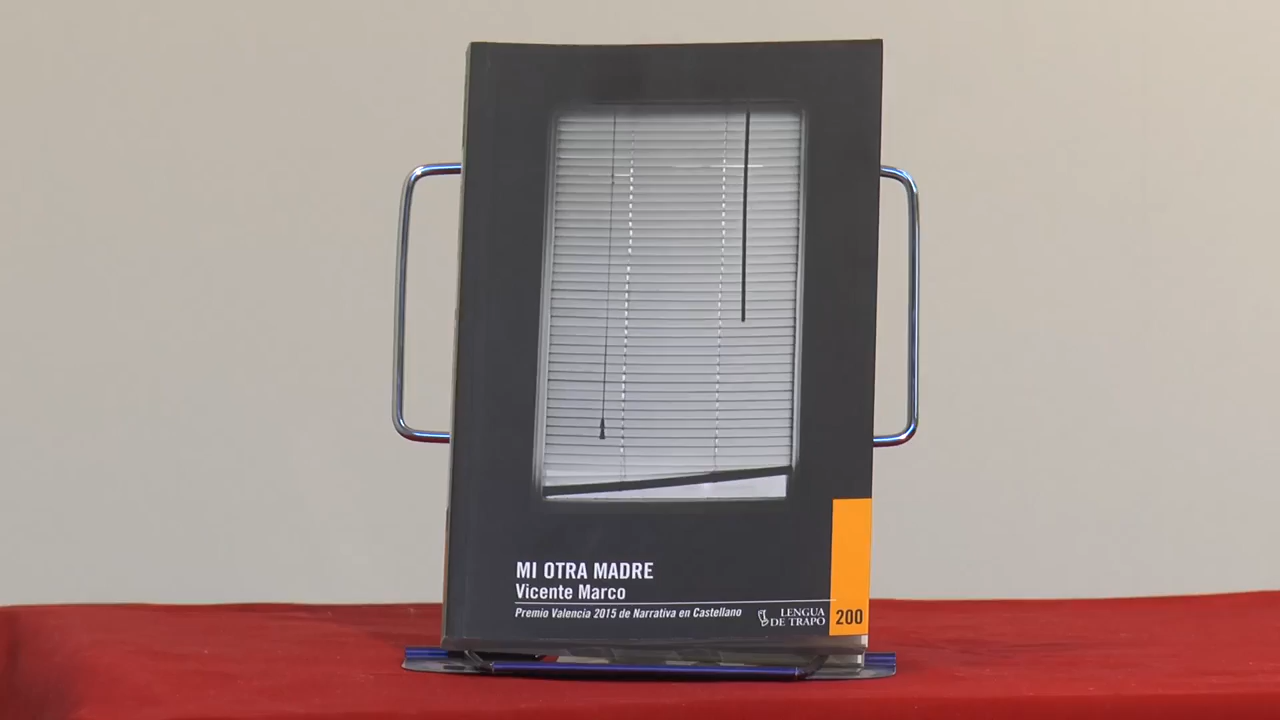 MI OTRA MADRE
Vicente Marco
Premio Valencia 2015 de Narrativa en Castellano
LENGUA
DE TRAPO
200